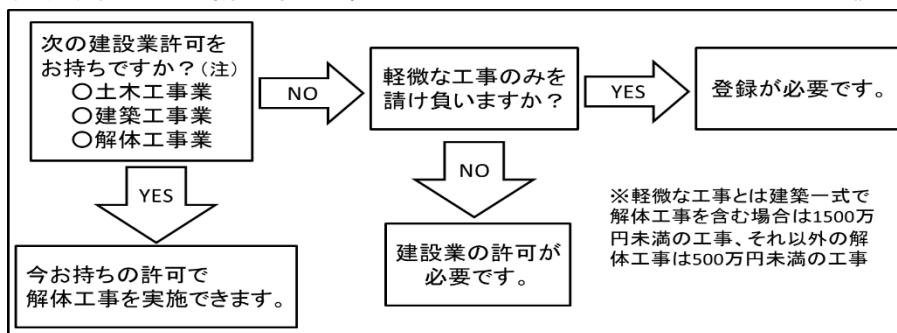 次の建設業許可を
お持ちですか？(注)
〇土木工事業
〇建築工事業
〇解体工事業
NO
軽微な工事のみを
請け負いますか？
YES
登録が必要です。
YES
今お持ちの許可で
解体工事を実施できます。
NO
建設業の許可が
必要です。
※軽微な工事とは建築一式で
解体工事を含む場合は1500万
円未満の工事、それ以外の解
体工事は500万円未満の工事